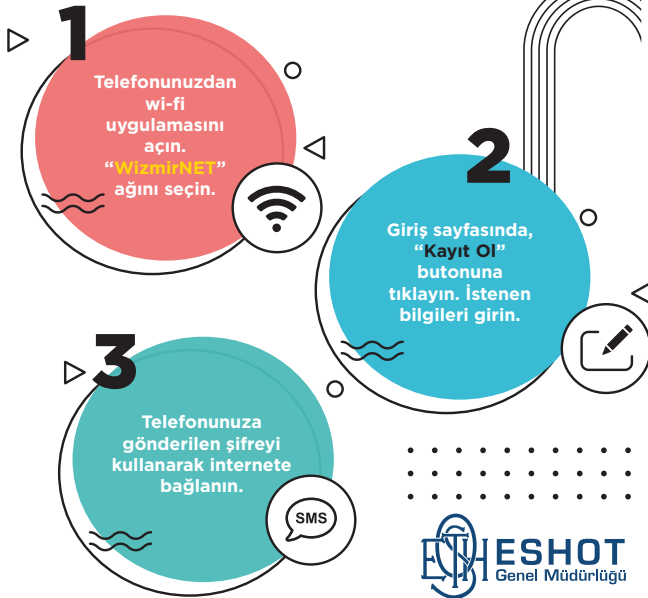 1
Telefonunuzdan
wi-fi
uygulamasını
açın.
“WizmirNET”
ağını seçin.
2
Giriş sayfasında,
“Kayıt Ol”
butonuna
tıklayın. İstenen
bilgileri girin.
3
Telefonunuza
gönderilen şifreyi
kullanarak internete
bağlanın.
SMS
ESHOT
ESHOT
Genel Müdürlüğü